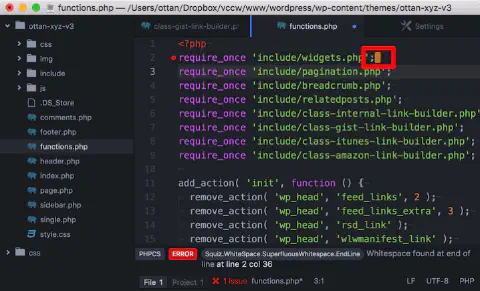 functions.php — /Users/ottan/Dropbox/vccw/www/wordpress/wp-content/themes/ottan-xyz-v3
ottan-xyz-v3
css
img
include
js
.DS_Store
comments.php
footer.php
functions.php
header.php
index.php
page.php
sidebar.php
single.php
style.css
css
class-gist-link-builder.p
functions.php
Settings
1 <?php
2 require_once 'include/widgets.php';
3 require_once 'include/pagination.php';
4 require_once 'include/breadcrumb.php';
5 require_once 'include/relatedposts.php';
6 require_once 'include/class-internal-link-builder.php'
7 require_once 'include/class-gist-link-builder.php';
8 require_once 'include/class-itunes-link-builder.php';
9 require_once 'include/class-amazon-link-builder.php';
10
11 add_action( 'init', function () {
12 remove_action( 'wp_head', 'feed_links', 2 );
13 remove_action( 'wp_head', 'feed_links_extra', 3 );
14 remove_action( 'wp_head', 'rsd_link' );
15 remove_action( 'wp_head', 'wlwmanifest_link' );
PHPCS ERROR Squiz.WhiteSpace.SuperfluousWhitespace.EndLine Whitespace found at end of
line at line 2 col 36
File 1 Project 1 1 Issue functions.php* 3:1 LF UTF-8 PHP